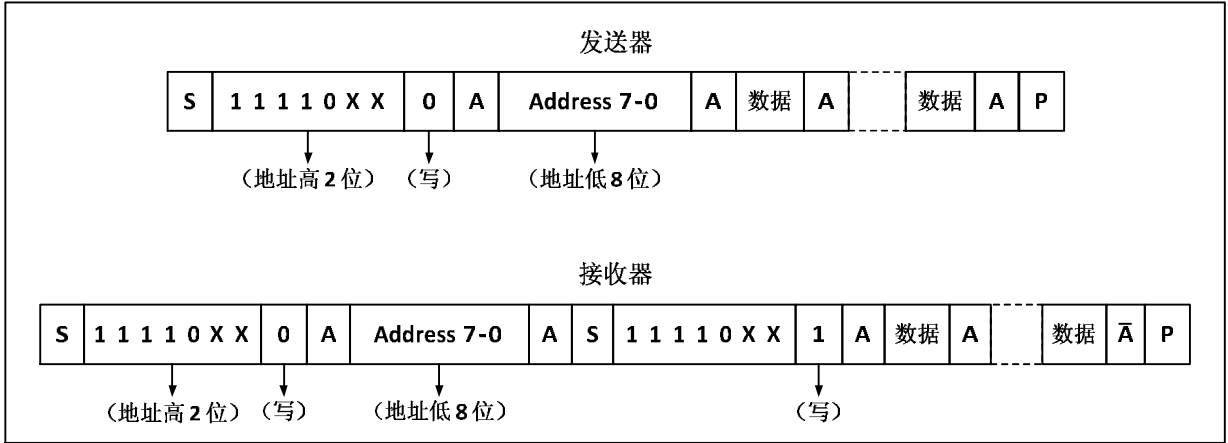 发送器
S 1 1 1 1 0 X X 0 A Address 7-0 A 数据 A 数据 A P
（地址高 2 位） （写） （地址低 8 位）
接收器
S 1 1 1 1 0 X X 0 A Address 7-0 A S 1 1 1 1 0 X X 1 A 数据 A 数据 A̅ P
（地址高 2 位） （写） （地址低 8 位） （写）